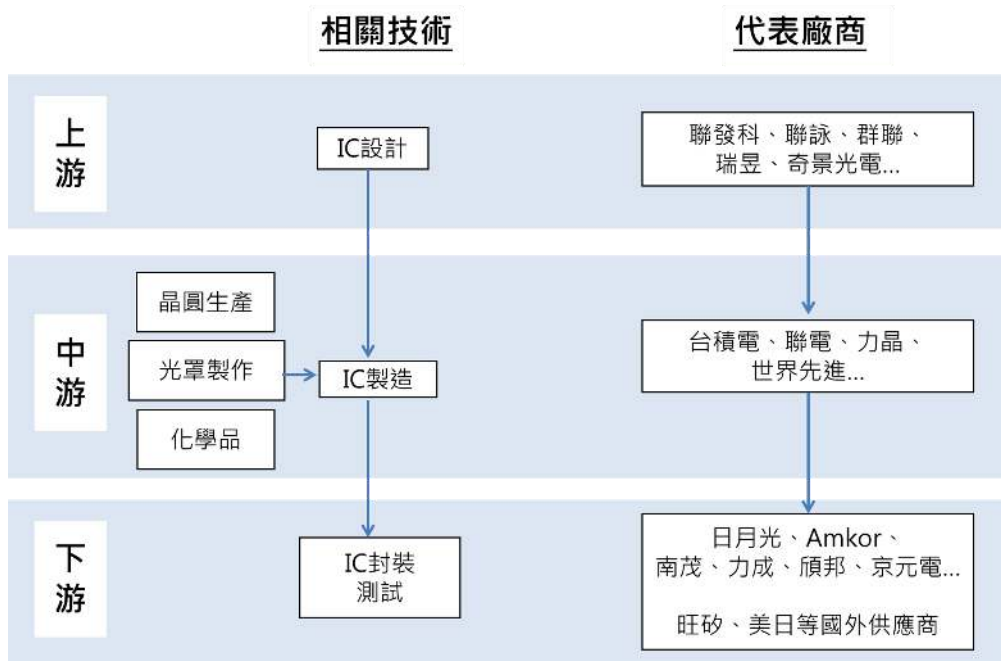 相關技術
代表廠商
上
游
IC設計
聯發科、聯詠、群聯、
瑞昱、奇景光電...
中
游
晶圓生產
光罩製作
化學品
IC製造
台積電、聯電、力晶、
世界先進...
下
游
IC封裝
測試
日月光、Amkor、
南茂、力成、頎邦、京元電...
旺矽、美日等國外供應商